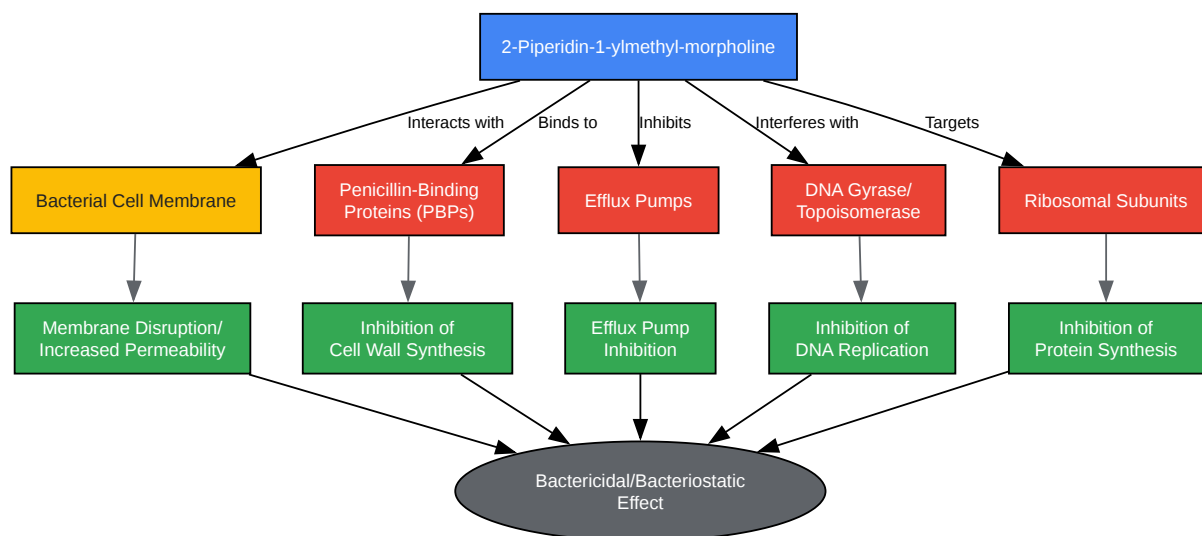 2-Piperidin-1-ylmethyl-morpholine
Interacts with
Binds to
Inhibits
Interferes with
Targets
Bacterial Cell Membrane
Penicillin-Binding
Proteins (PBPs)
Efflux Pumps
DNA Gyrase/
Topoisomerase
Ribosomal Subunits
Membrane Disruption/
Increased Permeability
Inhibition of
Cell Wall Synthesis
Efflux Pump
Inhibition
Inhibition of
DNA Replication
Inhibition of
Protein Synthesis
Bactericidal/Bacteriostatic
Effect